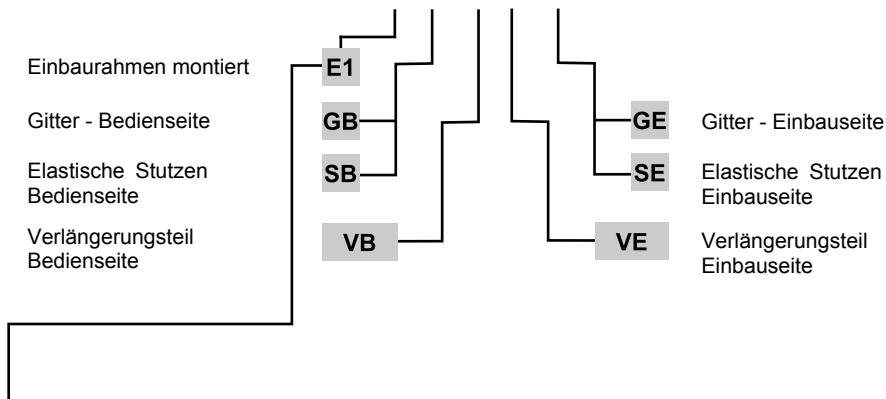 Einbaurahmen montiert E1
Gitter - Bedienseite GB GE Gitter - Einbauseite
Elastische Stutzen SB SE Elastische Stutzen
Bedienseite Einbauseite
Verlängerungsteil VB VE Verlängerungsteil
Bedienseite Einbauseite